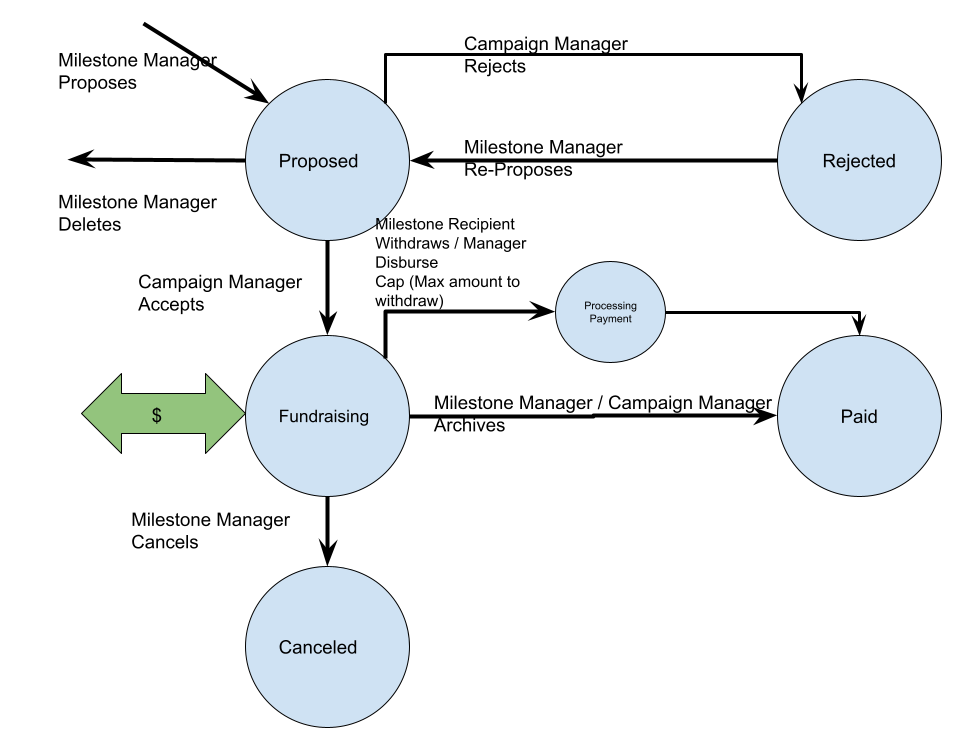 Campaign Manager
Rejects
Milestone Manager
Proposes
Proposed
Milestone Manager
Re-Proposes
Rejected
Milestone Manager
Deletes
Milestone Recipient
Withdraws / Manager
Disburse
Cap (Max amount to
withdraw)
Campaign Manager
Accepts
Processing
Payment
$
Fundraising
Milestone Manager / Campaign Manager
Archives
Paid
Milestone Manager
Cancels
Canceled